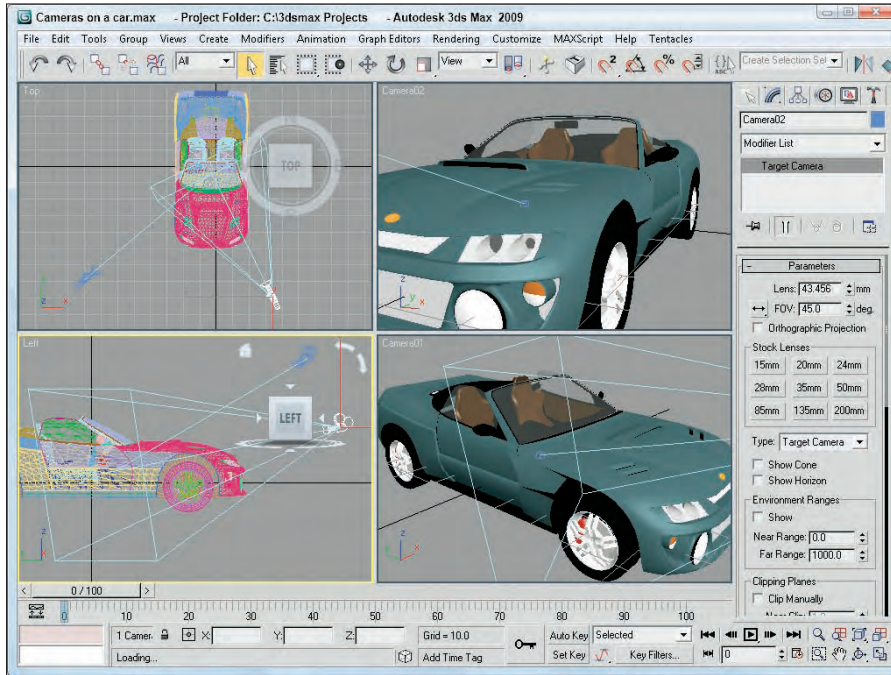 Cameras on a car.max - Project Folder: C:\3dsmax Projects - Autodesk 3ds Max 2009
File Edit Tools Group Views Create Modifiers Animation Graph Editors Rendering Customize MAXScript Help Tentacles
All View Create Selection Sel
Top Camera02
TOP
Left Camera01
LEFT
Camera02
Modifier List
Target Camera
Parameters
Lens: 43.456 mm
FOV: 45.0 deg.
Orthographic Projection
Stock Lenses
15mm 20mm 24mm
28mm 35mm 50mm
85mm 135mm 200mm
Type: Target Camera
Show Cone
Show Horizon
Environment Ranges
Show
Near Range: 0.0
Far Range: 1000.0
Clipping Planes
Clip Manually
0 / 100
0 10 20 30 40 50 60 70 80 90 100
1 Camer. X: Y: Z: Grid = 10.0 Auto Key Selected
Loading... Add Time Tag Set Key Key Filters... 0